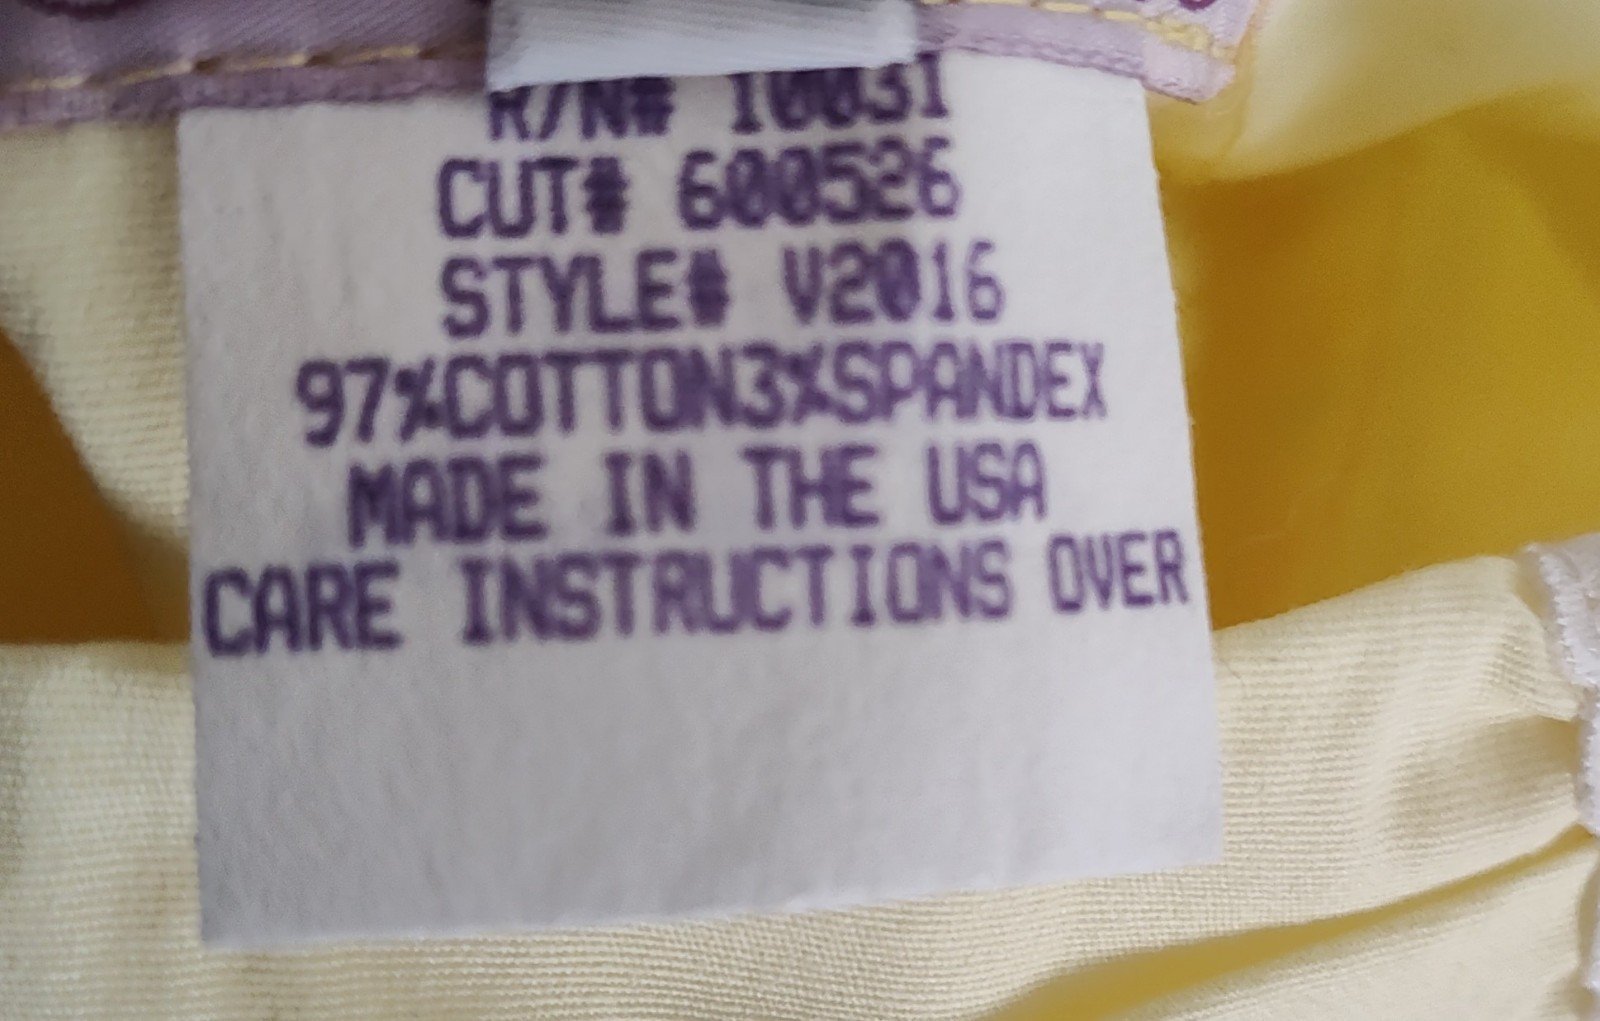 R/N# 10031
CUT# 600526
STYLE# V2016
97%COTTON3%SPANDEX
MADE IN THE USA
CARE INSTRUCTIONS OVER